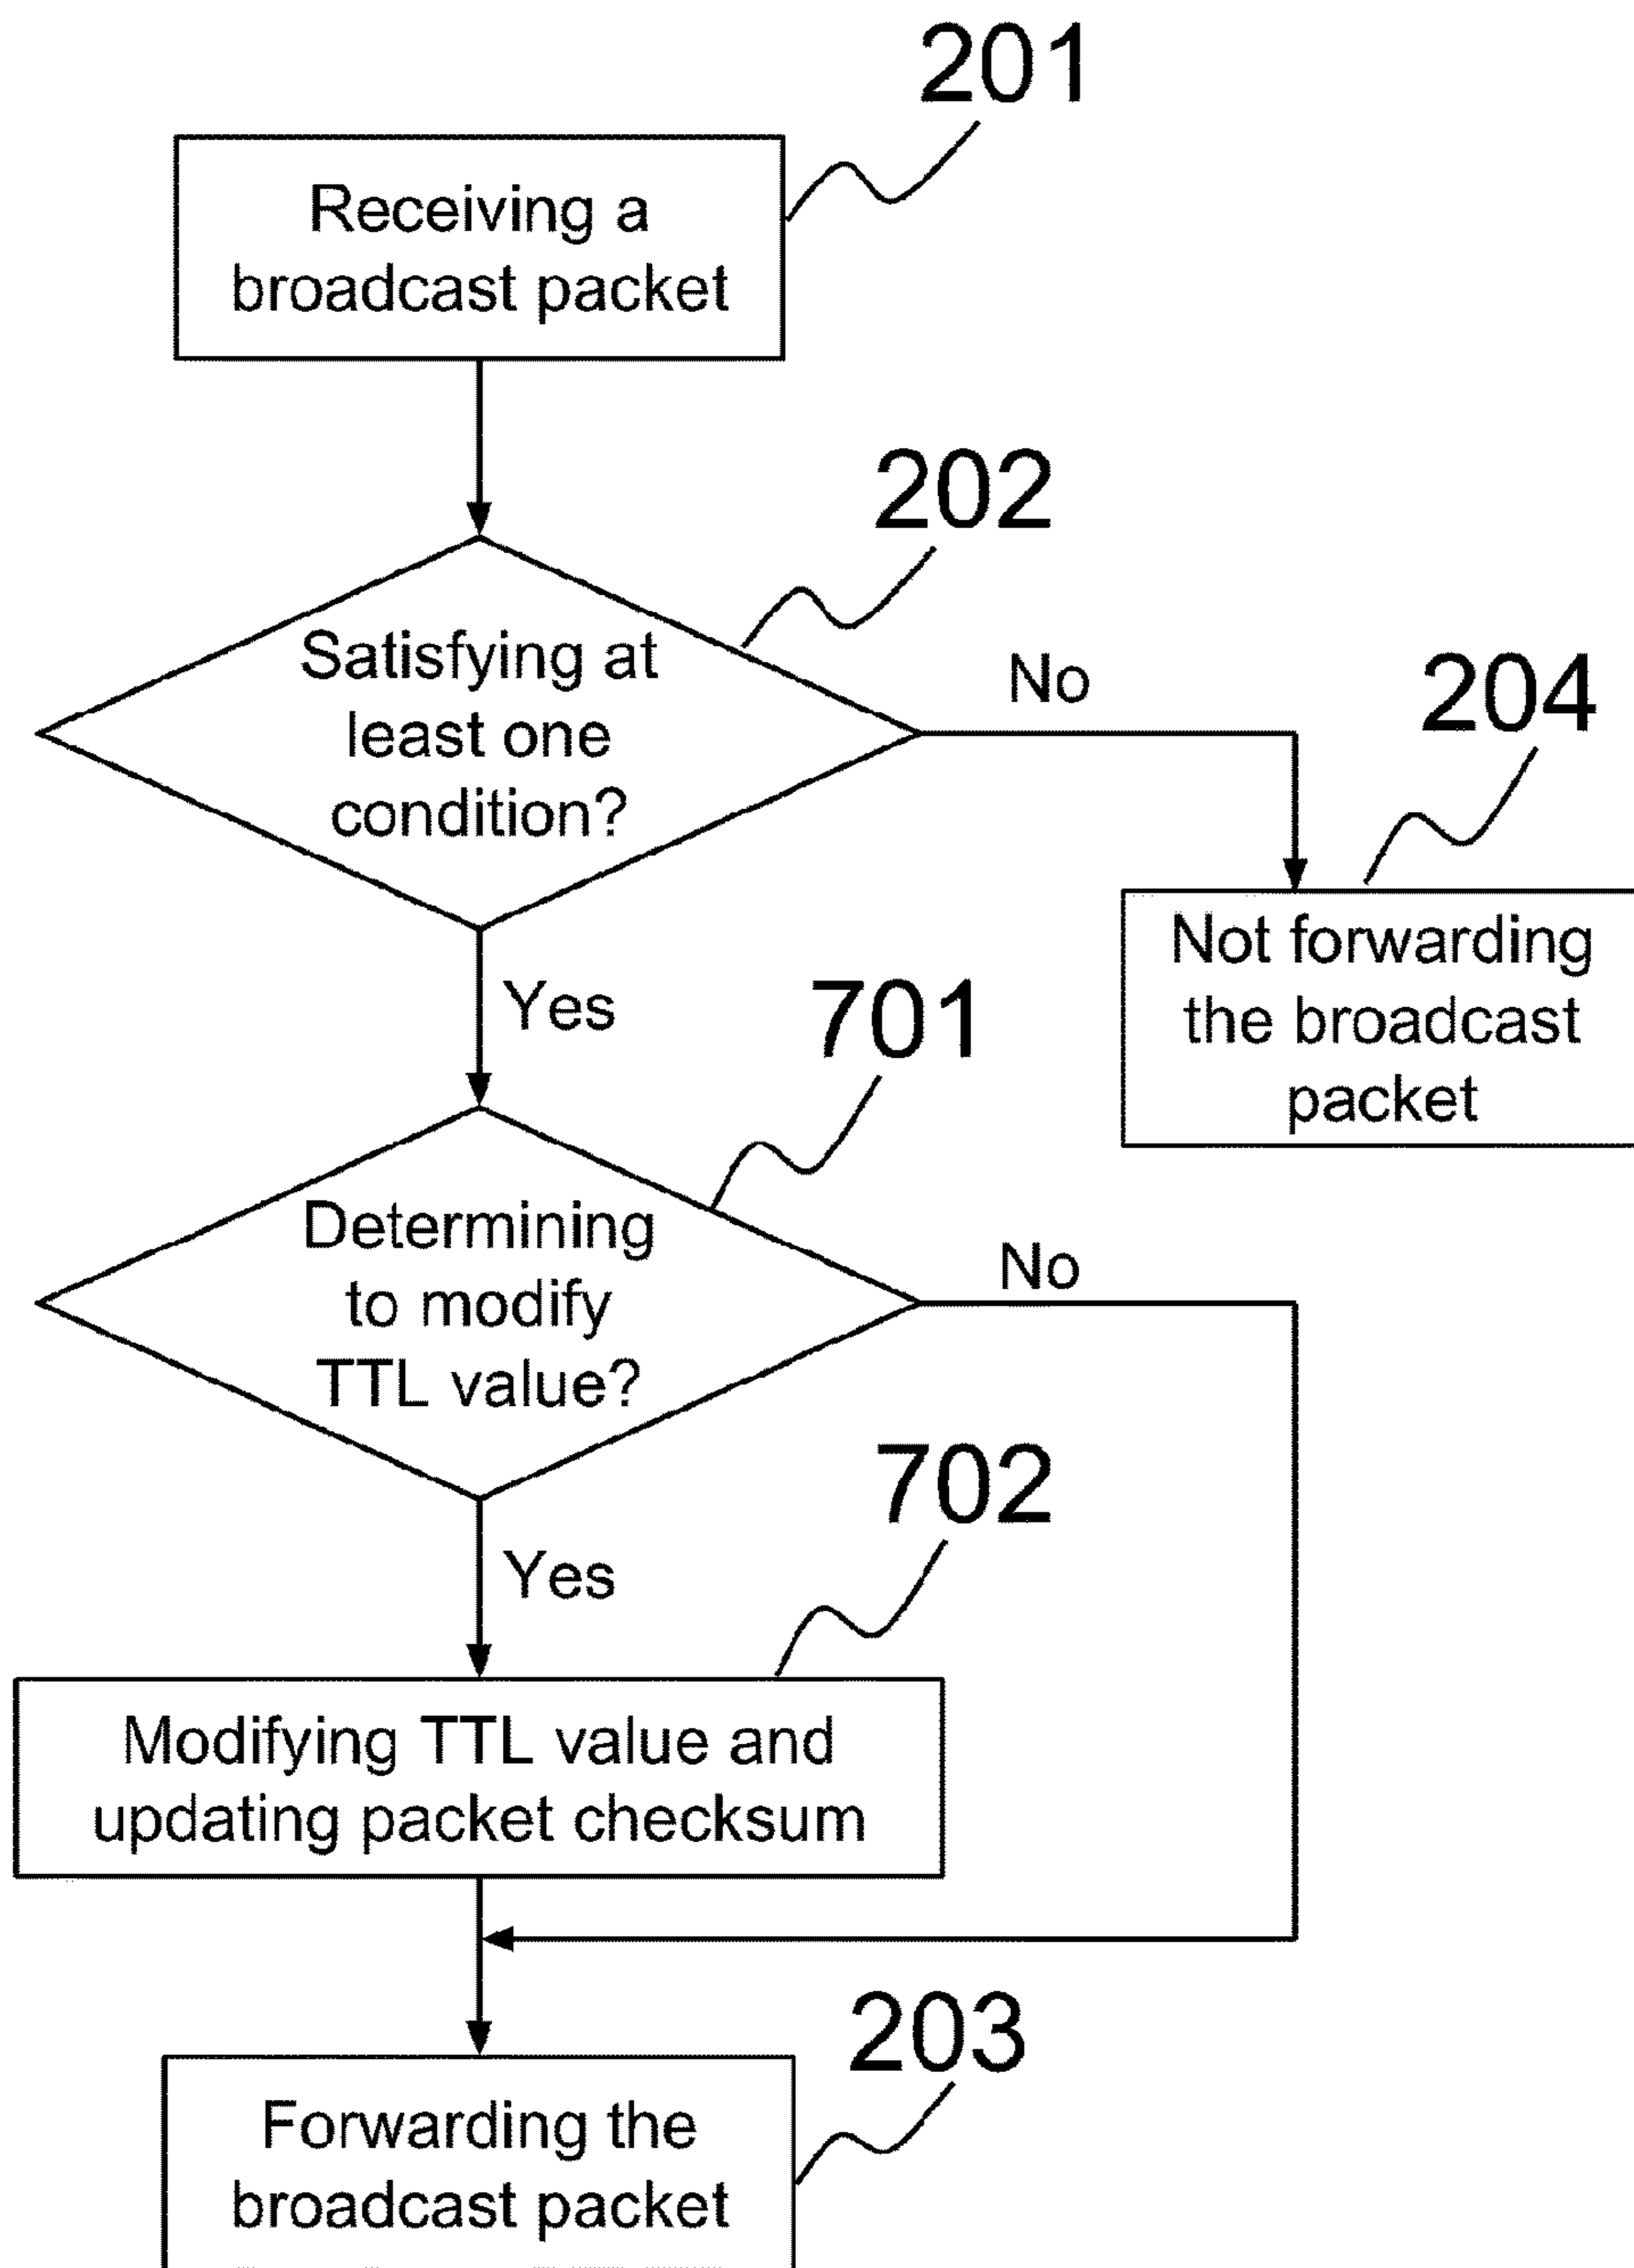 201
Receiving a
broadcast packet
202
Satisfying at
least one
condition?
No
204
Not forwarding
the broadcast
packet
Yes
701
Determining
to modify
TTL value?
No
702
Yes
Modifying TTL value and
updating packet checksum
203
Forwarding the
broadcast packet